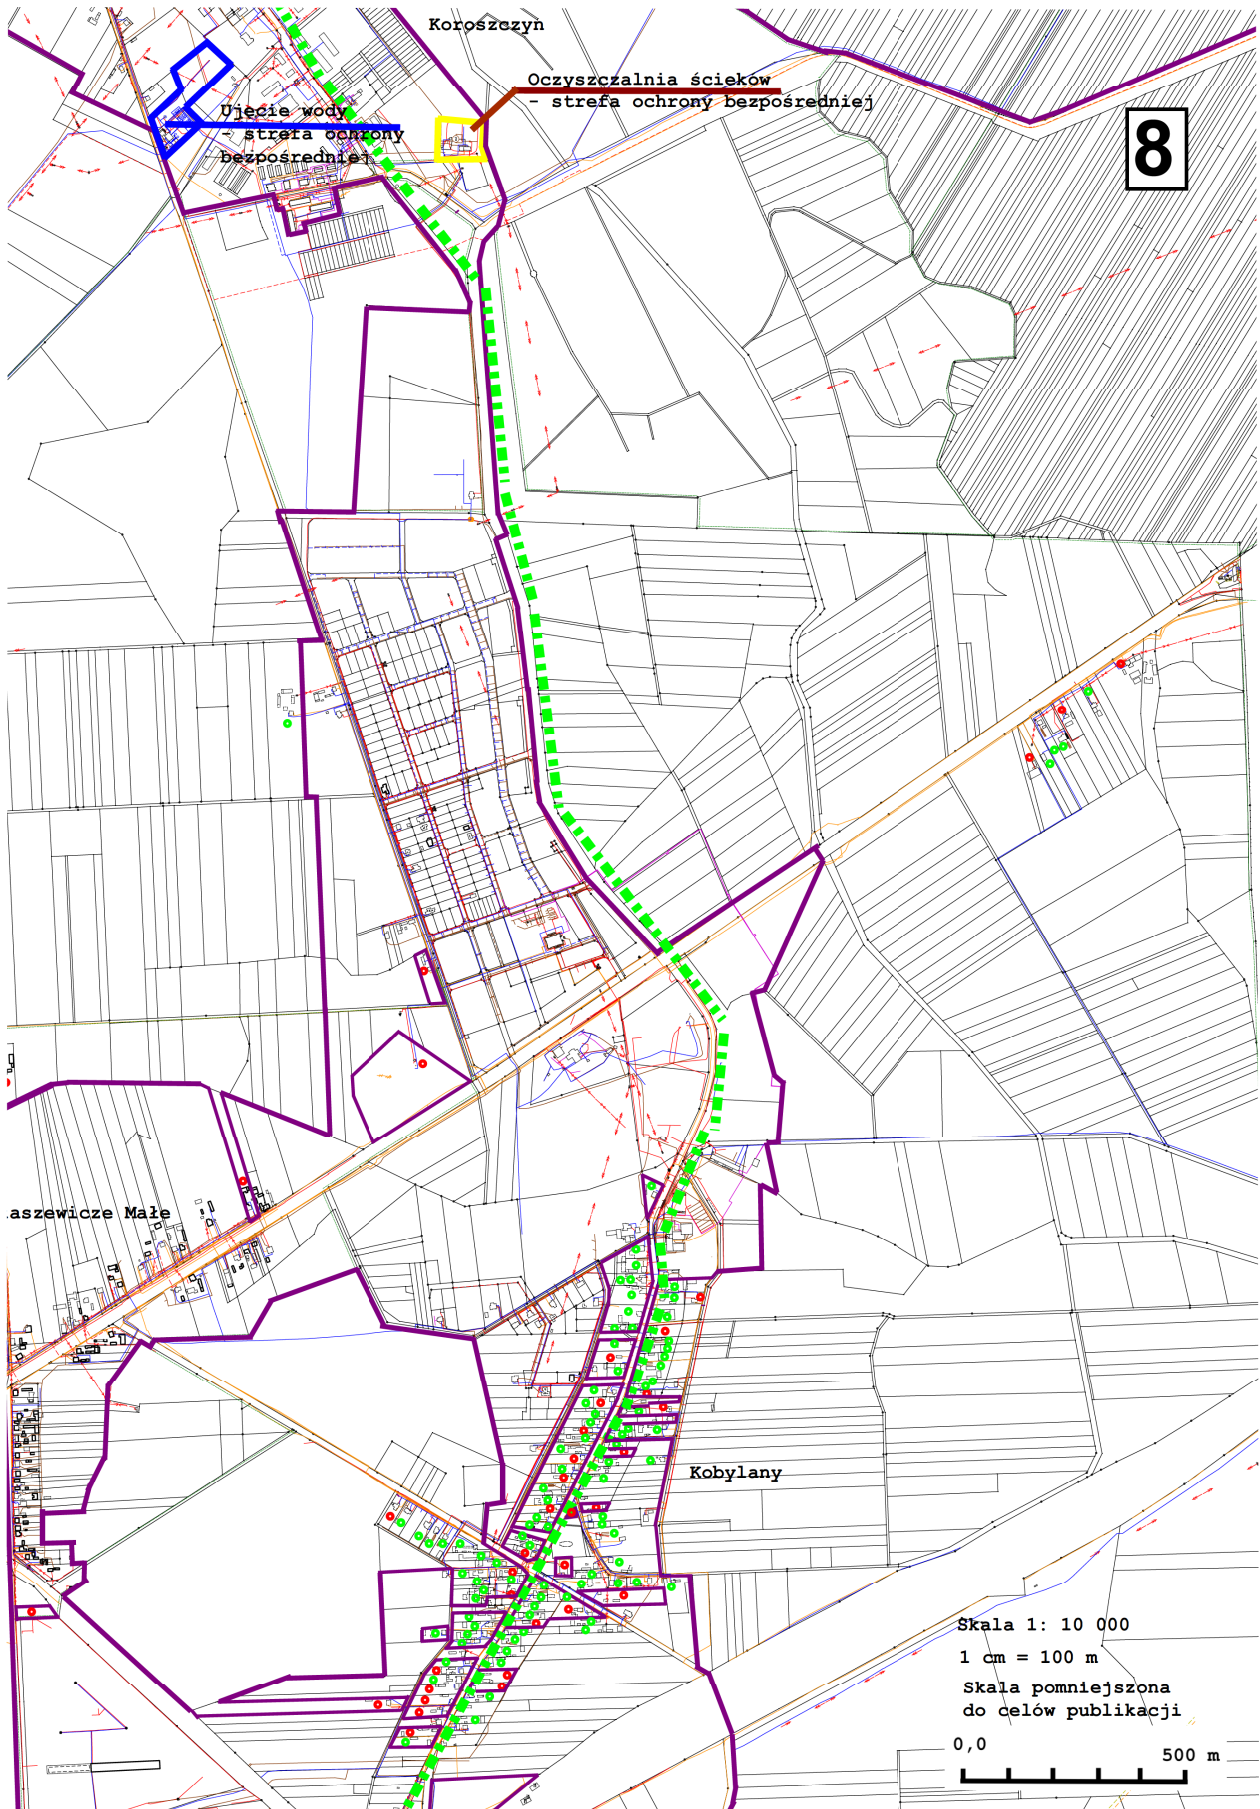 Koroszczyn
Oczyszczalnia ścieków
- strefa ochrony bezpośredniej
8
Ujęcie wody
- strefa ochrony
bezpośredniej
aszewicze Małe
Kobylany
Skala 1: 10 000
1 cm = 100 m
Skala pomniejszona
do celów publikacji
0,0
500 m